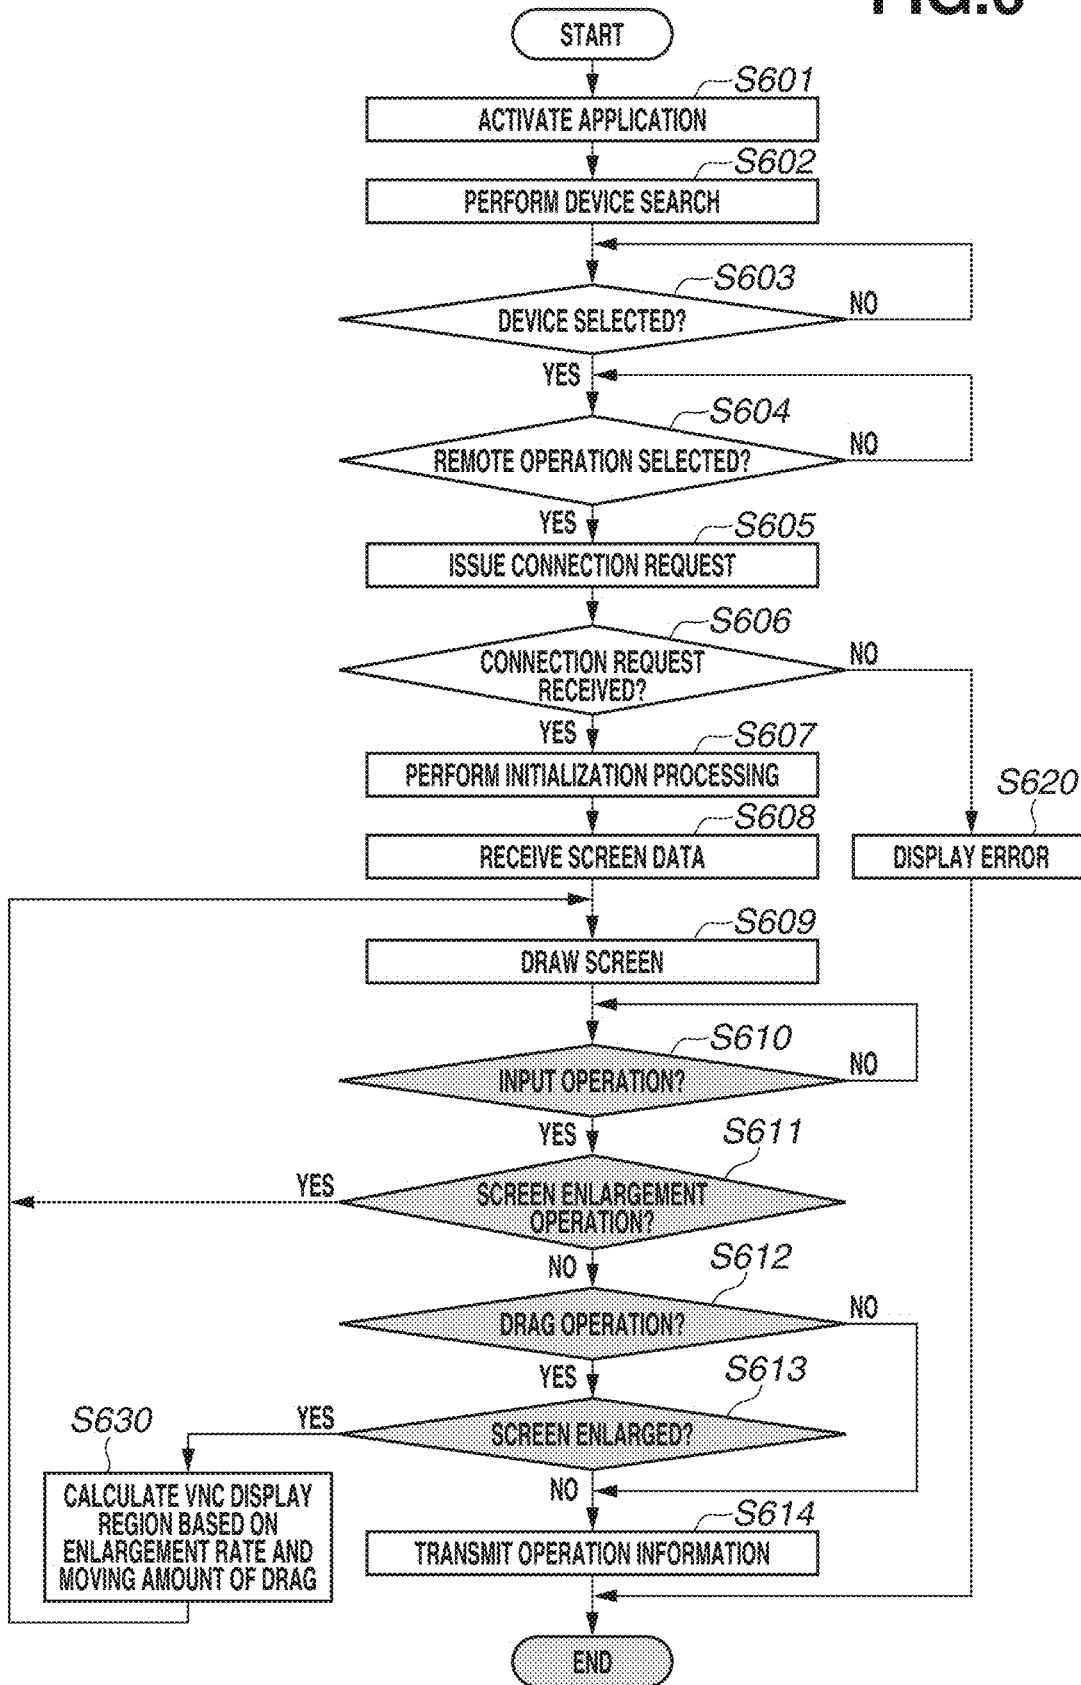 START
S601
ACTIVATE APPLICATION
S602
PERFORM DEVICE SEARCH
S603
DEVICE SELECTED?
NO
YES
S604
REMOTE OPERATION SELECTED?
NO
YES
S605
ISSUE CONNECTION REQUEST
S606
CONNECTION REQUEST
RECEIVED?
NO
YES
S607
PERFORM INITIALIZATION PROCESSING
S620
DISPLAY ERROR
S608
RECEIVE SCREEN DATA
S609
DRAW SCREEN
S610
INPUT OPERATION?
NO
YES
S611
SCREEN ENLARGEMENT
OPERATION?
YES
NO
S612
DRAG OPERATION?
NO
YES
S613
SCREEN ENLARGED?
YES
NO
S630
CALCULATE VNC DISPLAY
REGION BASED ON
ENLARGEMENT RATE AND
MOVING AMOUNT OF DRAG
S614
TRANSMIT OPERATION INFORMATION
END